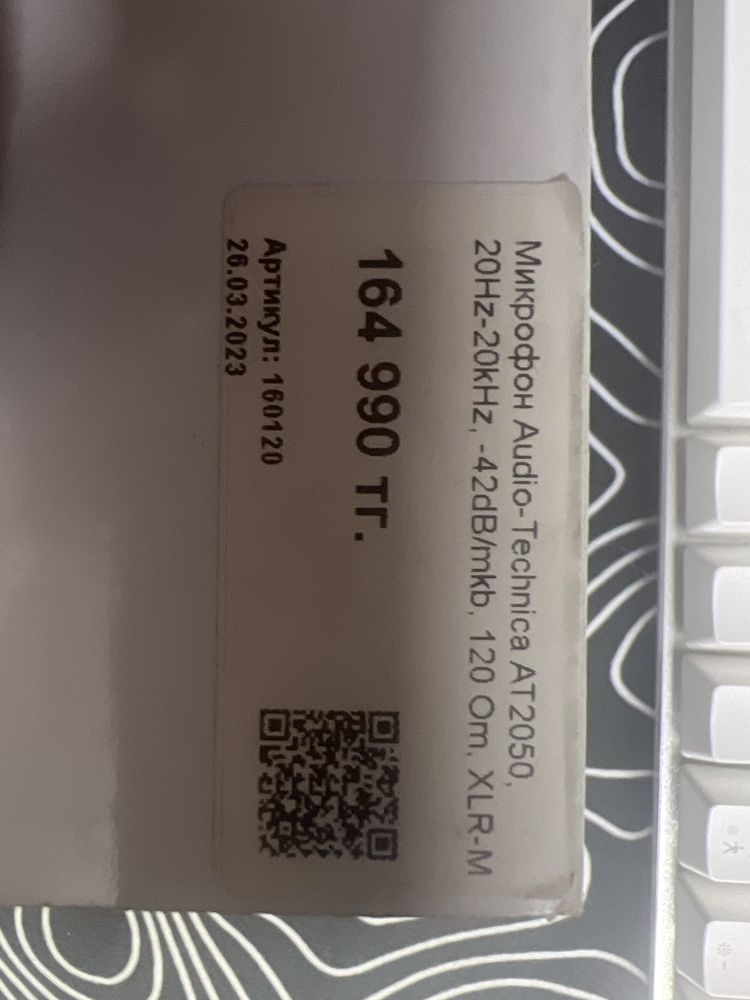 Микрофон Audio-Technica AT2050,
20Hz-20kHz, -42dB/mkb, 120 Om, XLR-M
164 990 тг.
Артикул: 160120
26.03.2023